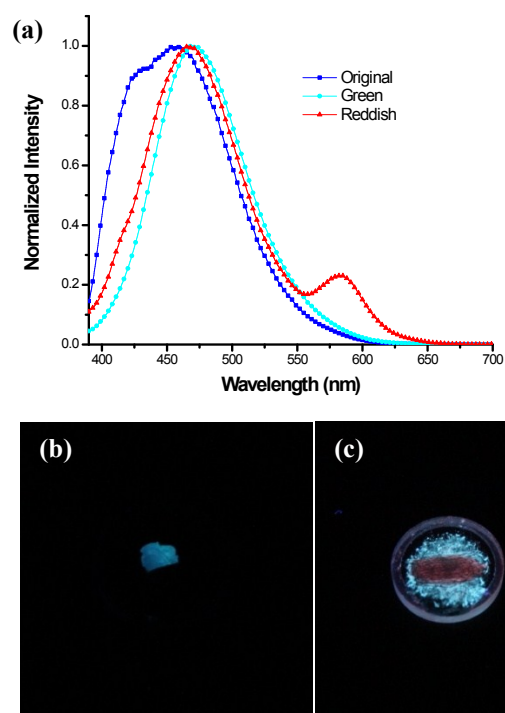 (a)
1.0
0.8
0.6
0.4
0.2
0.0
Normalized Intensity
Original
Green
Reddish
400 450 500 550 600 650 700
Wavelength (nm)
(b) (c)